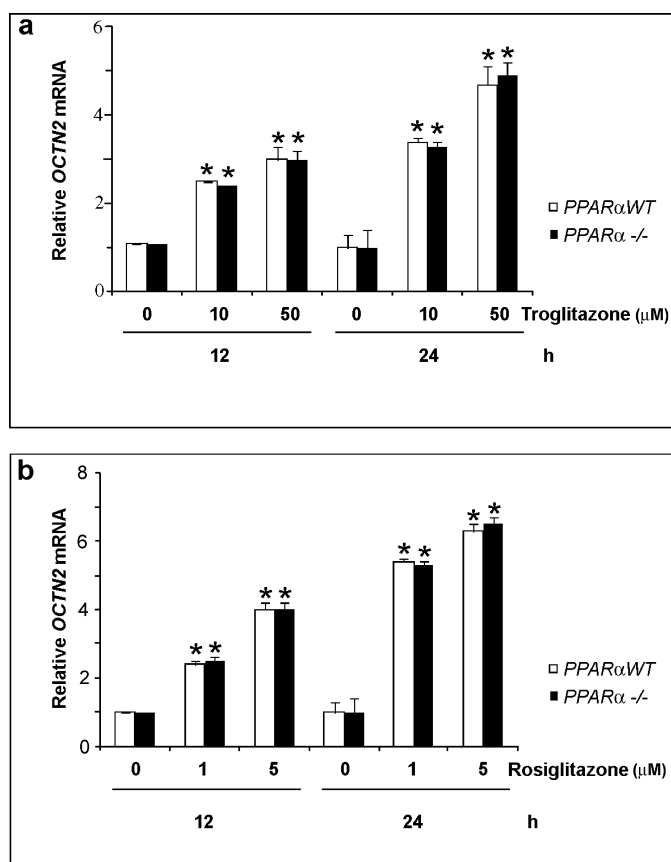 a
6
4
2
0
Relative OCTN2 mRNA
* * * * * * * *
PPARαWT
PPARα -/-
0 10 50 0 10 50 Troglitazone (μM)
12 24 h
b
8
6
4
2
0
Relative OCTN2 mRNA
* * * * * * * *
PPARαWT
PPARα -/-
0 1 5 0 1 5 Rosiglitazone (μM)
12 24 h